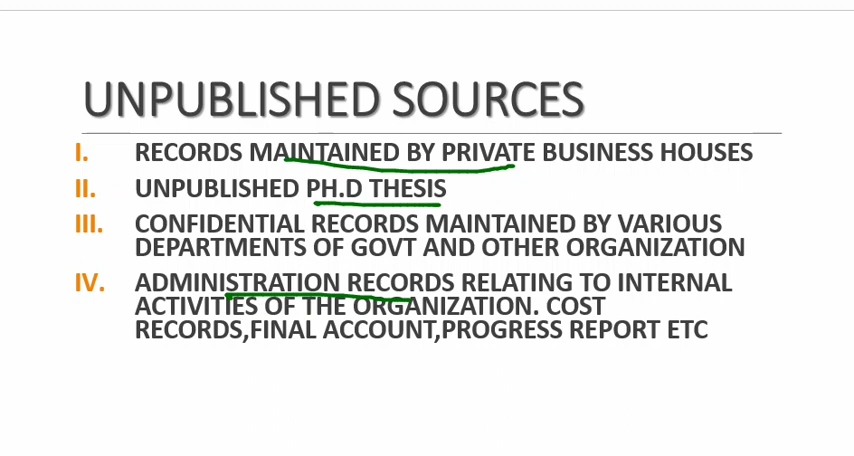 UNPUBLISHED SOURCES
I. RECORDS MAINTAINED BY PRIVATE BUSINESS HOUSES
II. UNPUBLISHED PH.D THESIS
III. CONFIDENTIAL RECORDS MAINTAINED BY VARIOUS
DEPARTMENTS OF GOVT AND OTHER ORGANIZATION
IV. ADMINISTRATION RECORDS RELATING TO INTERNAL
ACTIVITIES OF THE ORGANIZATION. COST
RECORDS,FINAL ACCOUNT,PROGRESS REPORT ETC